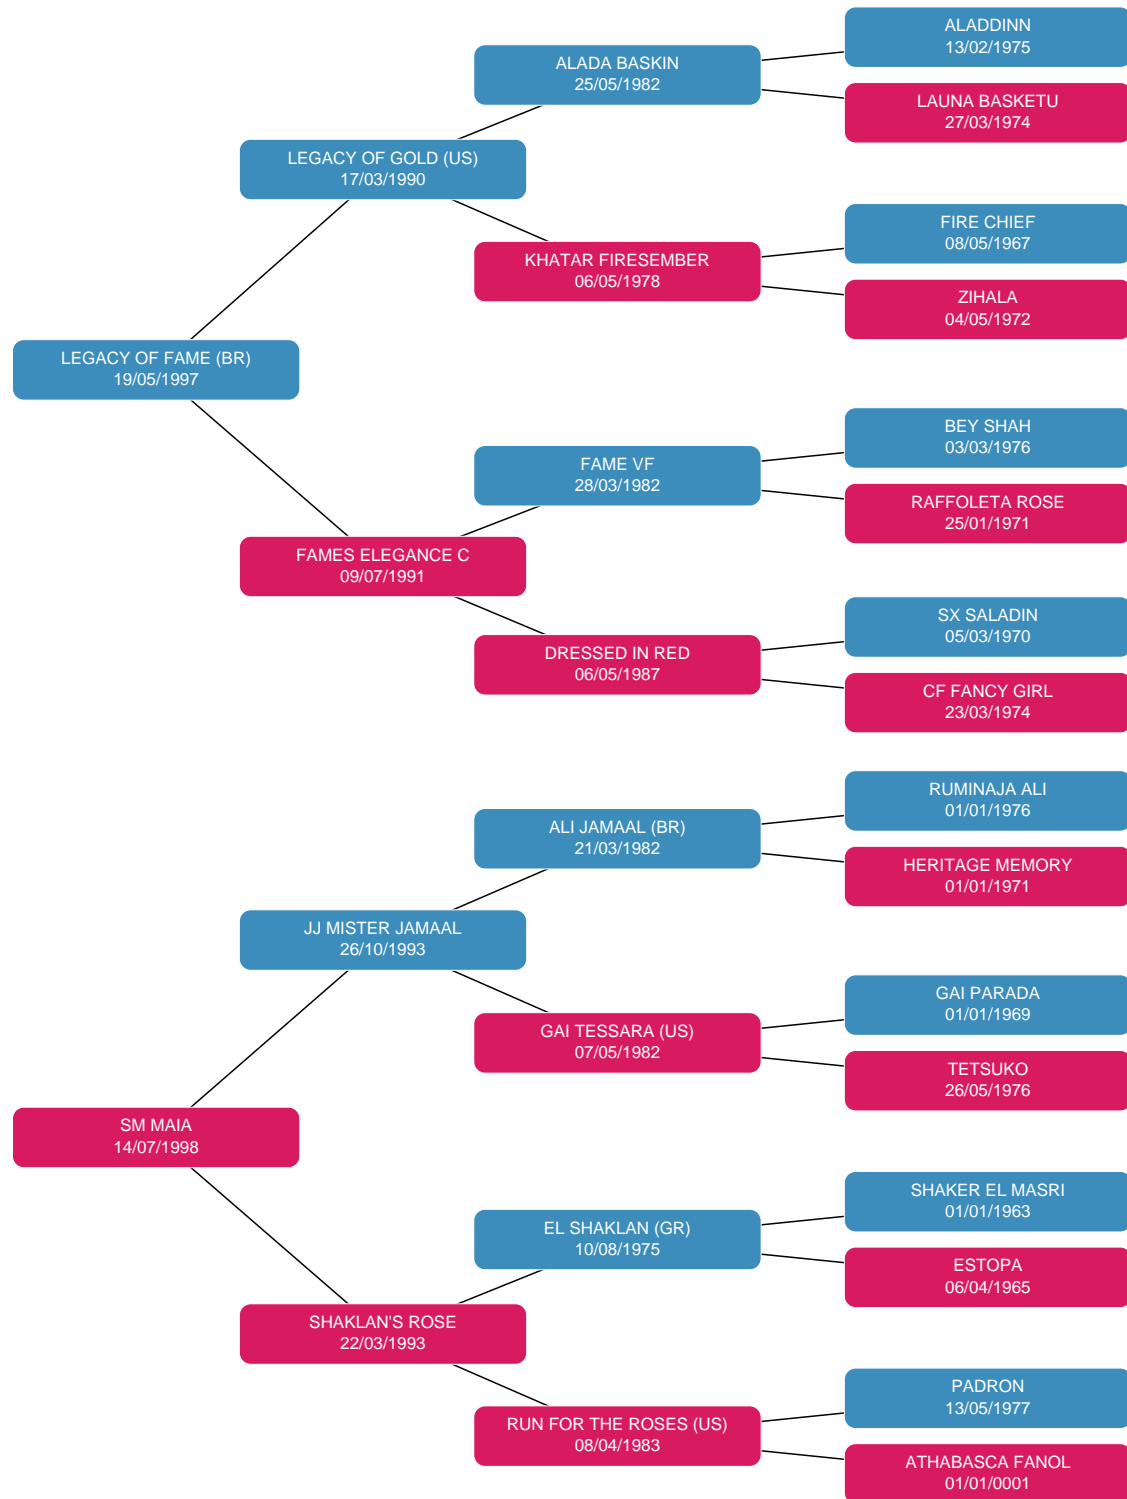 ALADDINN
13/02/1975
ALADA BASKIN
25/05/1982
LAUNA BASKETU
27/03/1974
LEGACY OF GOLD (US)
17/03/1990
FIRE CHIEF
08/05/1967
KHATAR FIRESEMBER
06/05/1978
ZIHALA
04/05/1972
LEGACY OF FAME (BR)
19/05/1997
BEY SHAH
03/03/1976
FAME VF
28/03/1982
RAFFOLETA ROSE
25/01/1971
FAMES ELEGANCE C
09/07/1991
SX SALADIN
05/03/1970
DRESSED IN RED
06/05/1987
CF FANCY GIRL
23/03/1974
RUMINAJA ALI
01/01/1976
ALI JAMAAL (BR)
21/03/1982
HERITAGE MEMORY
01/01/1971
JJ MISTER JAMAAL
26/10/1993
GAI PARADA
01/01/1969
GAI TESSARA (US)
07/05/1982
TETSUKO
26/05/1976
SM MAIA
14/07/1998
SHAKER EL MASRI
01/01/1963
EL SHAKLAN (GR)
10/08/1975
ESTOPA
06/04/1965
SHAKLAN'S ROSE
22/03/1993
PADRON
13/05/1977
RUN FOR THE ROSES (US)
08/04/1983
ATHABASCA FANOL
01/01/0001